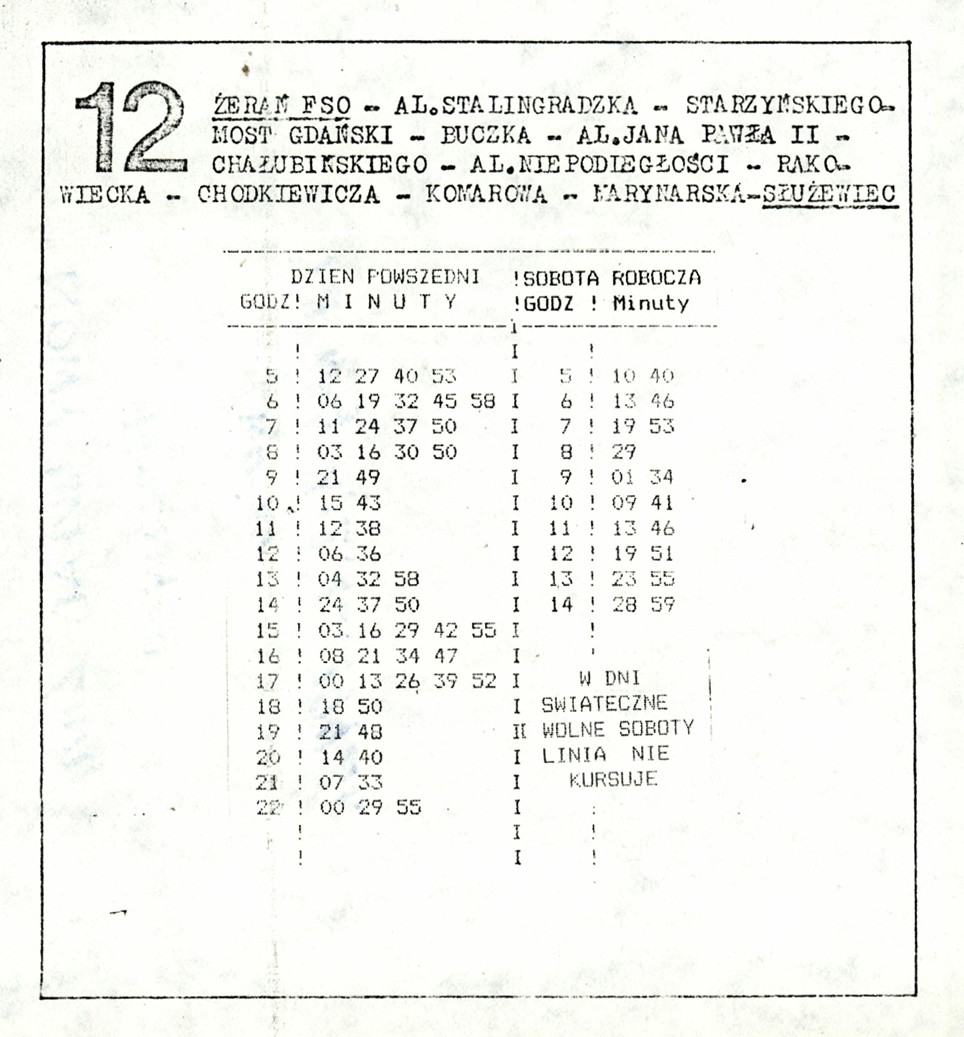 12 ŻERAŃ FSO - AL.STALINGRADZKA - STARZYŃSKIEGO-
MOST GDAŃSKI - BUCZKA - AL.JANA PAWŁA II -
CHAŁUBIŃSKIEGO - AL.NIEPODLEGŁOŚCI - RAKO-
WIECKA - CHODKIEWICZA - KOMAROWA - MARYNARSKA-SŁUŻEWIEC
DZIEN POWSZEDNI !SOBOTA ROBOCZA
GODZ! M I N U T Y !GODZ ! Minuty
! I !
5 ! 12 27 40 53 I 5 ! 10 40
6 ! 06 19 32 45 58 I 6 ! 13 46
7 ! 11 24 37 50 I 7 ! 19 53
8 ! 03 16 30 50 I 8 ! 29
9 ! 21 49 I 9 ! 01 34
10 ! 15 43 I 10 ! 09 41
11 ! 12 38 I 11 ! 13 46
12 ! 06 36 I 12 ! 19 51
13 ! 04 32 58 I 13 ! 23 55
14 ! 24 37 50 I 14 ! 28 59
15 ! 03 16 29 42 55 I !
16 ! 08 21 34 47 I
17 ! 00 13 26 39 52 I W DNI
18 ! 18 50 I SWIATECZNE
19 ! 21 48 I WOLNE SOBOTY
20 ! 14 40 I LINIA NIE
21 ! 07 33 I KURSUJE
22 ! 00 29 55 I
! I !
! I !